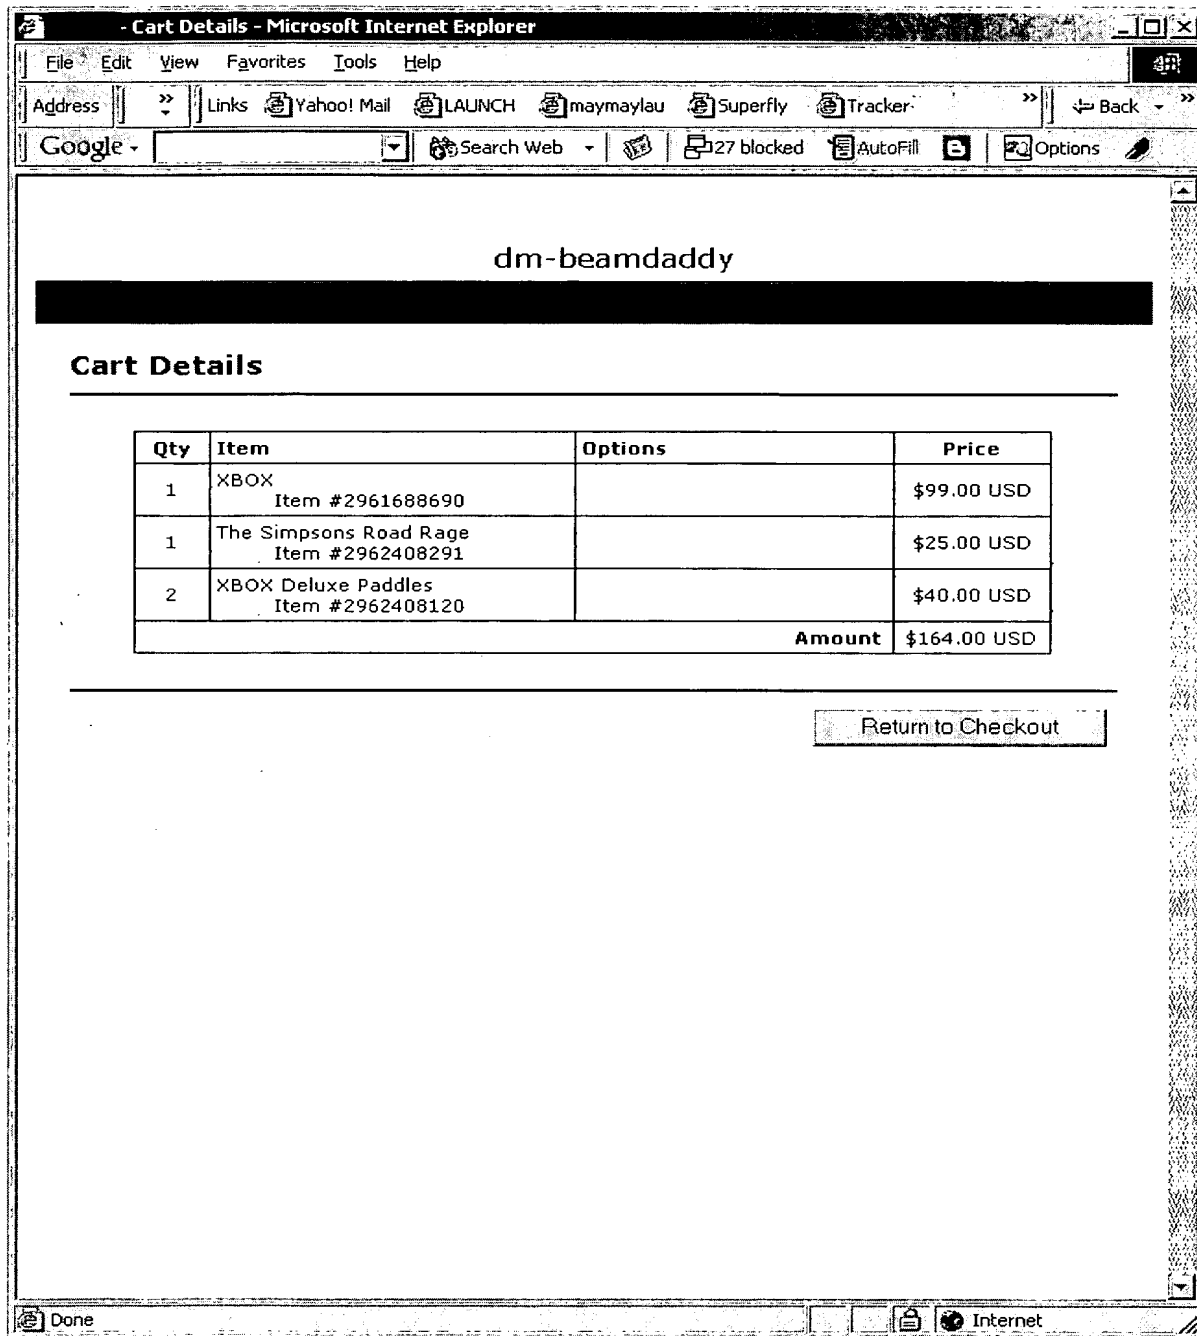 - Cart Details - Microsoft Internet Explorer
File Edit View Favorites Tools Help
Address » Links Yahoo! Mail LAUNCH maymaylau Superfly Tracker » Back »
Google Search Web 27 blocked AutoFill Options
dm-beamdaddy
Cart Details
Qty Item Options Price
1 XBOX $99.00 USD
Item #2961688690
1 The Simpsons Road Rage $25.00 USD
Item #2962408291
2 XBOX Deluxe Paddles $40.00 USD
Item #2962408120
Amount $164.00 USD
Return to Checkout
Done Internet